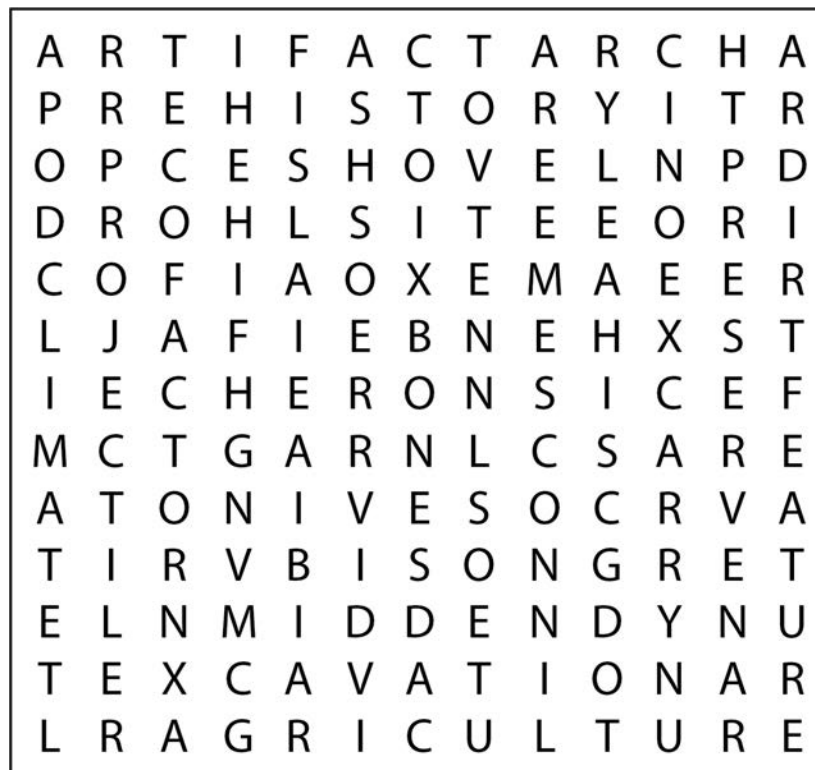 A R T I F A C T A R C H A
P R E H I S T O R Y I T R
O P C E S H O V E L N P D
D R O H L S I T E E O R I
C O F I A O X E M A E E R
L J A F I E B N E H X S T
I E C H E R O N S I C E F
M C T G A R N L C S A R E
A T O N I V E S O C R V A
T I R V B I S O N G R E T
E L N M I D D E N D Y N U
T E X C A V A T I O N A R
L R A G R I C U L T U R E